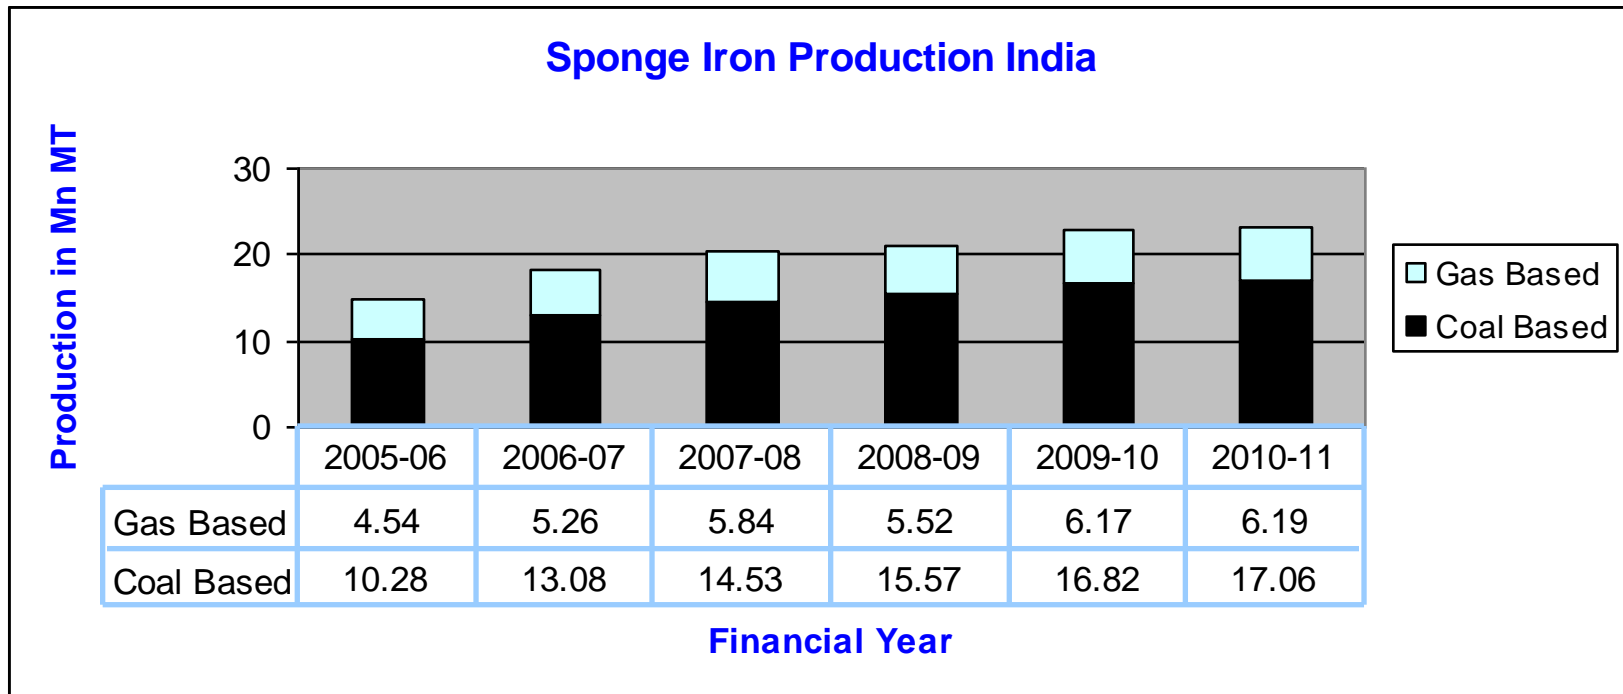 Sponge Iron Production India
Production in Mn MT
30
20
10
0
Gas Based
Coal Based
2005-06 2006-07 2007-08 2008-09 2009-10 2010-11
Gas Based 4.54 5.26 5.84 5.52 6.17 6.19
Coal Based 10.28 13.08 14.53 15.57 16.82 17.06
Financial Year